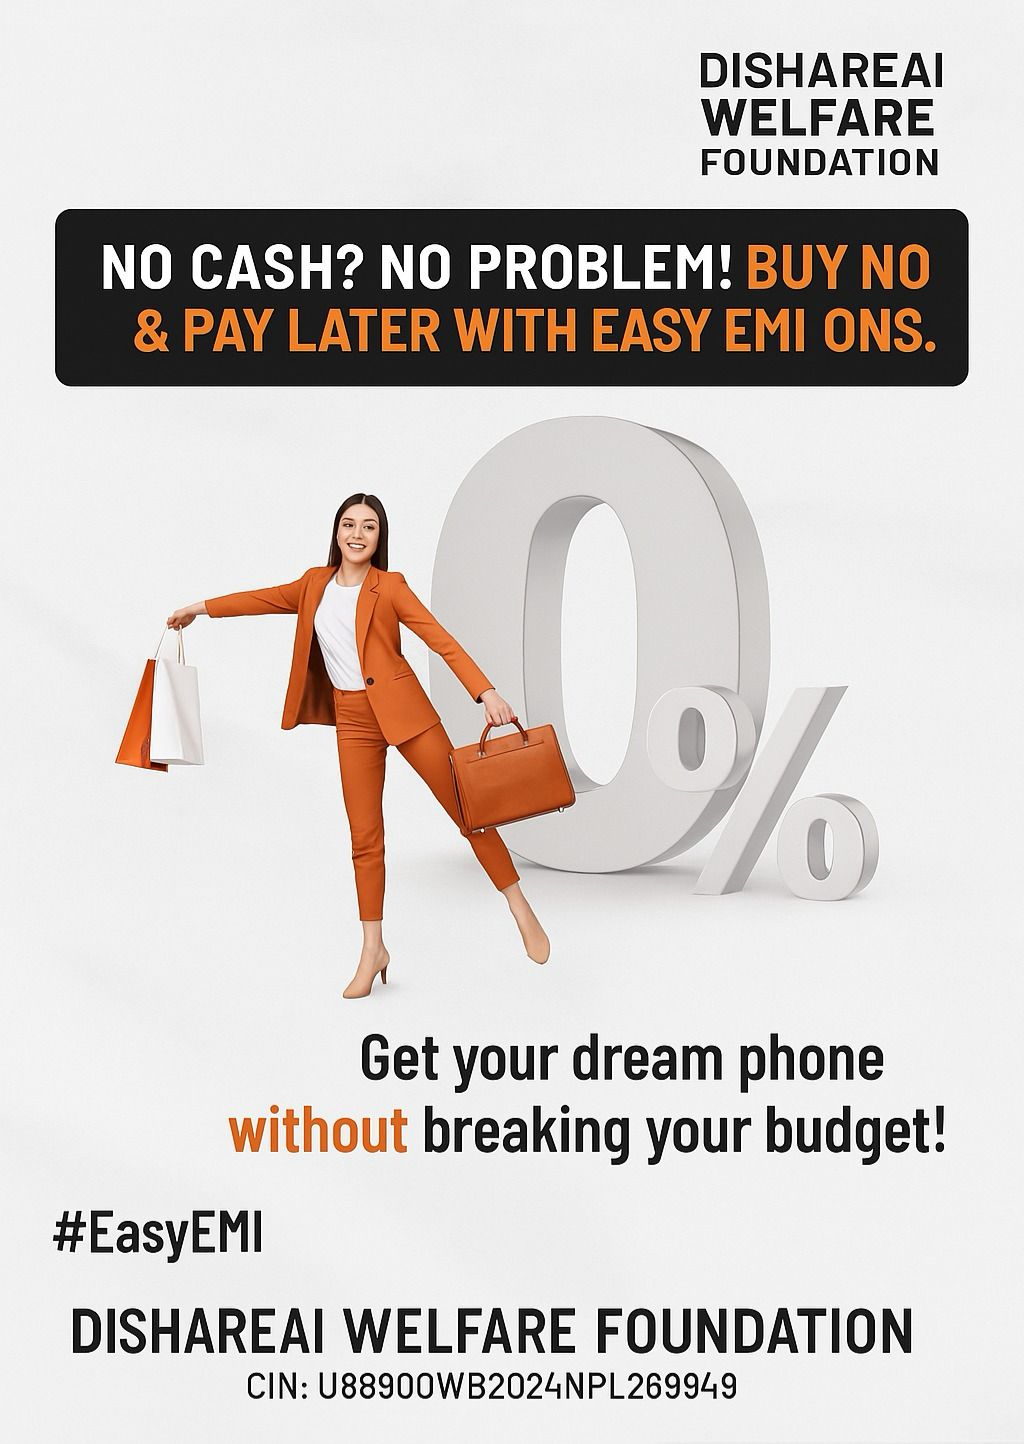 DISHAREAI
WELFARE
FOUNDATION
NO CASH? NO PROBLEM! BUY NO
& PAY LATER WITH EASY EMI ONS.
0%
Get your dream phone
without breaking your budget!
#EasyEMI
DISHAREAI WELFARE FOUNDATION
CIN: U88900WB2024NPL269949